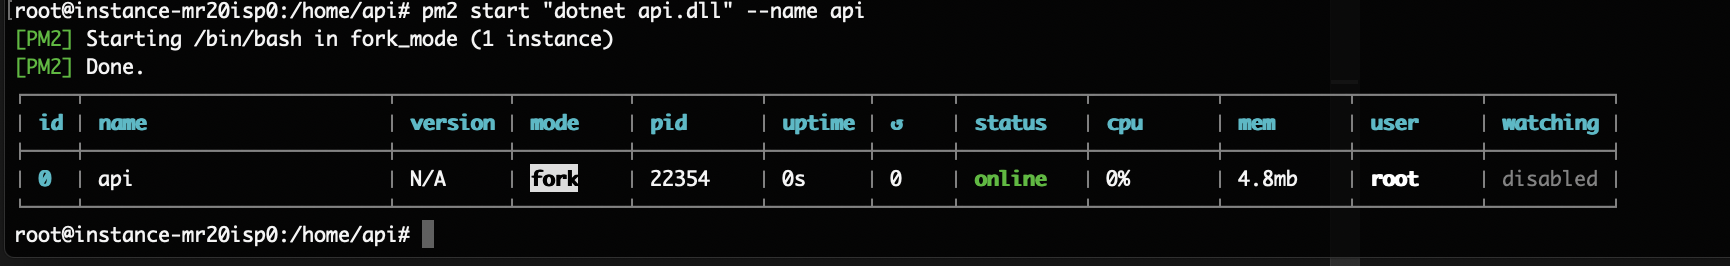 root@instance-mr20isp0:/home/api# pm2 start "dotnet api.dll" --name api
[PM2] Starting /bin/bash in fork_mode (1 instance)
[PM2] Done.
id | name | version | mode | pid | uptime | ↺ | status | cpu | mem | user | watching
0 | api | N/A | fork | 22354 | 0s | 0 | online | 0% | 4.8mb | root | disabled
root@instance-mr20isp0:/home/api#